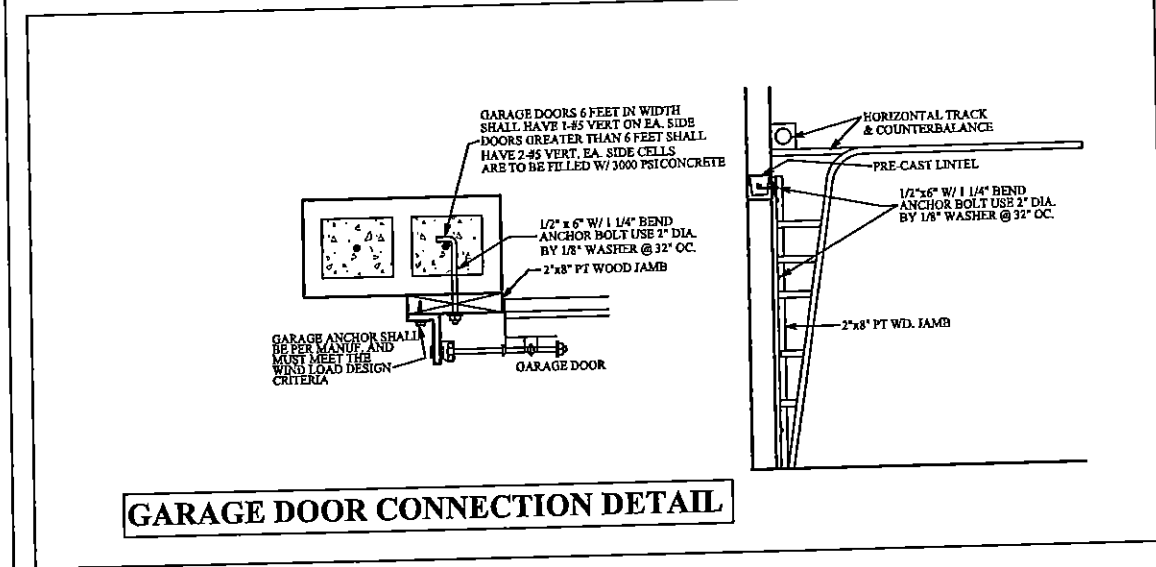 GARAGE DOORS 6 FEET IN WIDTH
SHALL HAVE 1-#5 VERT ON EA. SIDE
DOORS GREATER THAN 6 FEET SHALL
HAVE 2-#5 VERT, EA. SIDE CELLS
ARE TO BE FILLED W/ 3000 PSI CONCRETE
1/2" x 6" W/ 1 1/4" BEND
ANCHOR BOLT USE 2" DIA.
BY 1/8" WASHER @ 32" OC.
2"x8" PT WOOD JAMB
GARAGE ANCHOR SHALL
BE PER MANUF. AND
MUST MEET THE
WIND LOAD DESIGN
CRITERIA
GARAGE DOOR
HORIZONTAL TRACK
& COUNTERBALANCE
PRE-CAST LINTEL
1/2"x6" W/ 1 1/4" BEND
ANCHOR BOLT USE 2" DIA.
BY 1/8" WASHER @ 32" OC.
2"x8" PT WD. JAMB
GARAGE DOOR CONNECTION DETAIL